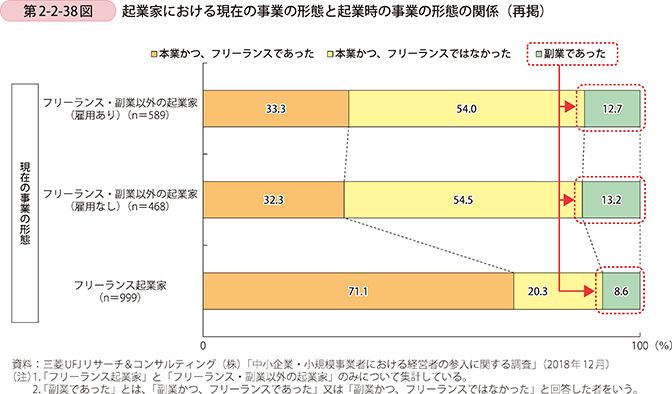 第2-2-38図 起業家における現在の事業の形態と起業時の事業の形態の関係（再掲）
本業かつ、フリーランスであった 本業かつ、フリーランスではなかった 副業であった
現在の事業の形態
フリーランス・副業以外の起業家
（雇用あり）（n＝589）
33.3 54.0 12.7
フリーランス・副業以外の起業家
（雇用なし）（n＝468）
32.3 54.5 13.2
フリーランス起業家
（n＝999）
71.1 20.3 8.6
0 100 （%）
資料：三菱UFJリサーチ＆コンサルティング（株）「中小企業・小規模事業者における経営者の参入に関する調査」（2018年12月）
（注）1.「フリーランス起業家」と「フリーランス・副業以外の起業家」のみについて集計している。
2.「副業であった」とは、「副業かつ、フリーランスであった」又は「副業かつ、フリーランスではなかった」と回答した者をいう。